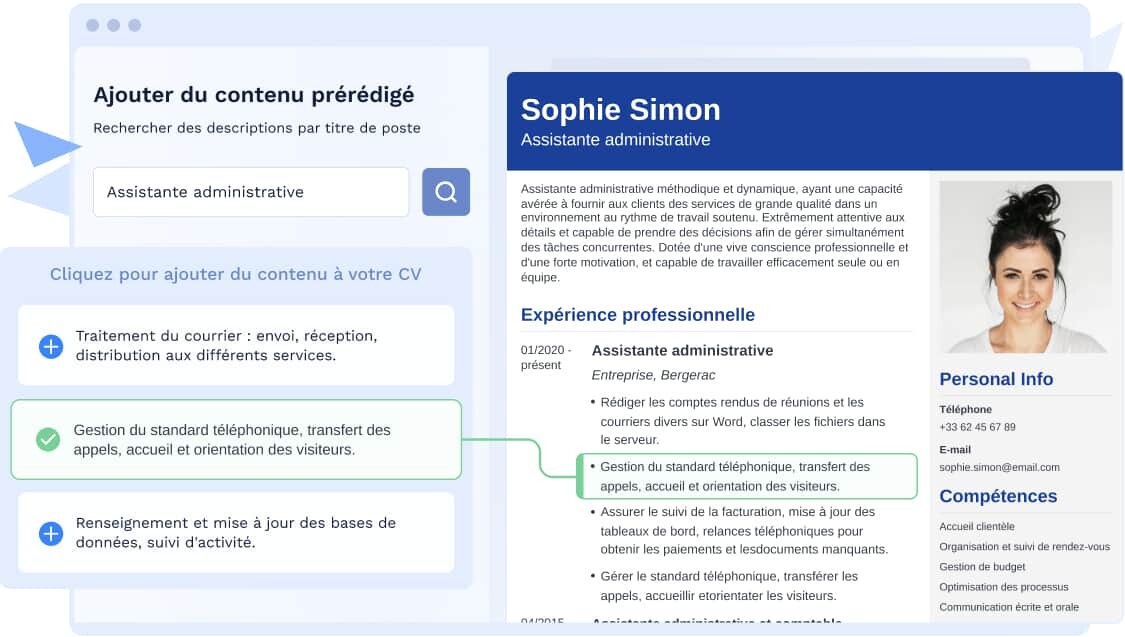 Ajouter du contenu prérédigé
Rechercher des descriptions par titre de poste
Assistante administrative
Cliquez pour ajouter du contenu à votre CV
Traitement du courrier : envoi, réception,
distribution aux différents services.
Gestion du standard téléphonique, transfert des
appels, accueil et orientation des visiteurs.
Renseignement et mise à jour des bases de
données, suivi d'activité.
Sophie Simon
Assistante administrative
Assistante administrative méthodique et dynamique, ayant une capacité
avérée à fournir aux clients des services de grande qualité dans un
environnement au rythme de travail soutenu. Extrêmement attentive aux
détails et capable de prendre des décisions afin de gérer simultanément
des tâches concurrentes. Dotée d'une vive conscience professionnelle et
d'une forte motivation, et capable de travailler efficacement seule ou en
équipe.
Expérience professionnelle
01/2020 -
présent
Assistante administrative
Entreprise, Bergerac
• Rédiger les comptes rendus de réunions et les
courriers divers sur Word, classer les fichiers dans
le serveur.
• Gestion du standard téléphonique, transfert des
appels, accueil et orientation des visiteurs.
• Assurer le suivi de la facturation, mise à jour des
tableaux de bord, relances téléphoniques pour
obtenir les paiements et lesdocuments manquants.
• Gérer le standard téléphonique, transférer les
appels, accueillir etorientater les visiteurs.
04/2015
Assistante administrative et comptable
Personal Info
Téléphone
+33 62 45 67 89
E-mail
sophie.simon@email.com
Compétences
Accueil clientèle
Organisation et suivi de rendez-vous
Gestion de budget
Optimisation des processus
Communication écrite et orale